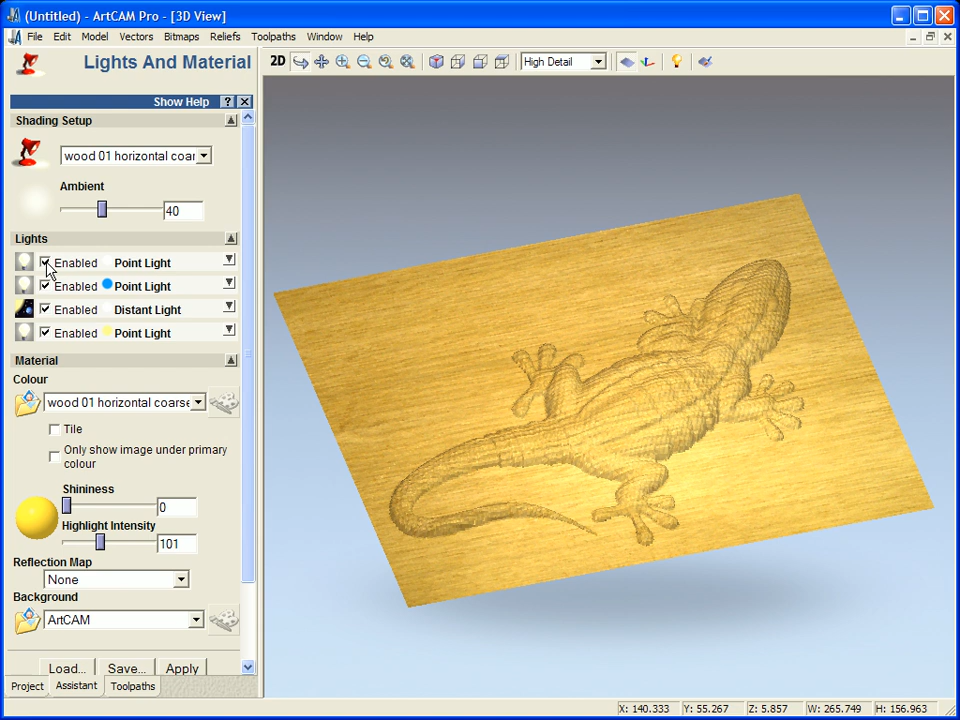 (Untitled) - ArtCAM Pro - [3D View]
File Edit Model Vectors Bitmaps Reliefs Toolpaths Window Help
Lights And Material
2D High Detail
Show Help ?
Shading Setup
wood 01 horizontal coar
Ambient
40
Lights
Enabled Point Light
Enabled Point Light
Enabled Distant Light
Enabled Point Light
Material
Colour
wood 01 horizontal coarse
Tile
Only show image under primary
colour
Shininess
0
Highlight Intensity
101
Reflection Map
None
Background
ArtCAM
Load... Save... Apply
Project Assistant Toolpaths
X: 140.333 Y: 55.267 Z: 5.857 W: 265.749 H: 156.963